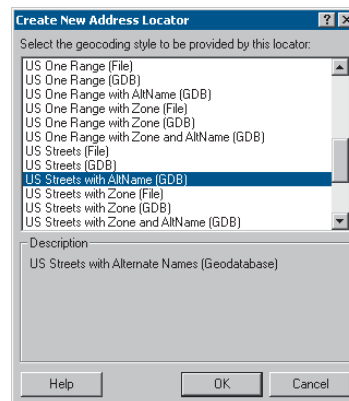 Create New Address Locator
Select the geocoding style to be provided by this locator:
US One Range (File)
US One Range (GDB)
US One Range with AltName (GDB)
US One Range with Zone (File)
US One Range with Zone (GDB)
US One Range with Zone and AltName (GDB)
US Streets (File)
US Streets (GDB)
US Streets with AltName (GDB)
US Streets with Zone (File)
US Streets with Zone (GDB)
US Streets with Zone and AltName (GDB)
Description
US Streets with Alternate Names (Geodatabase)
Help OK Cancel